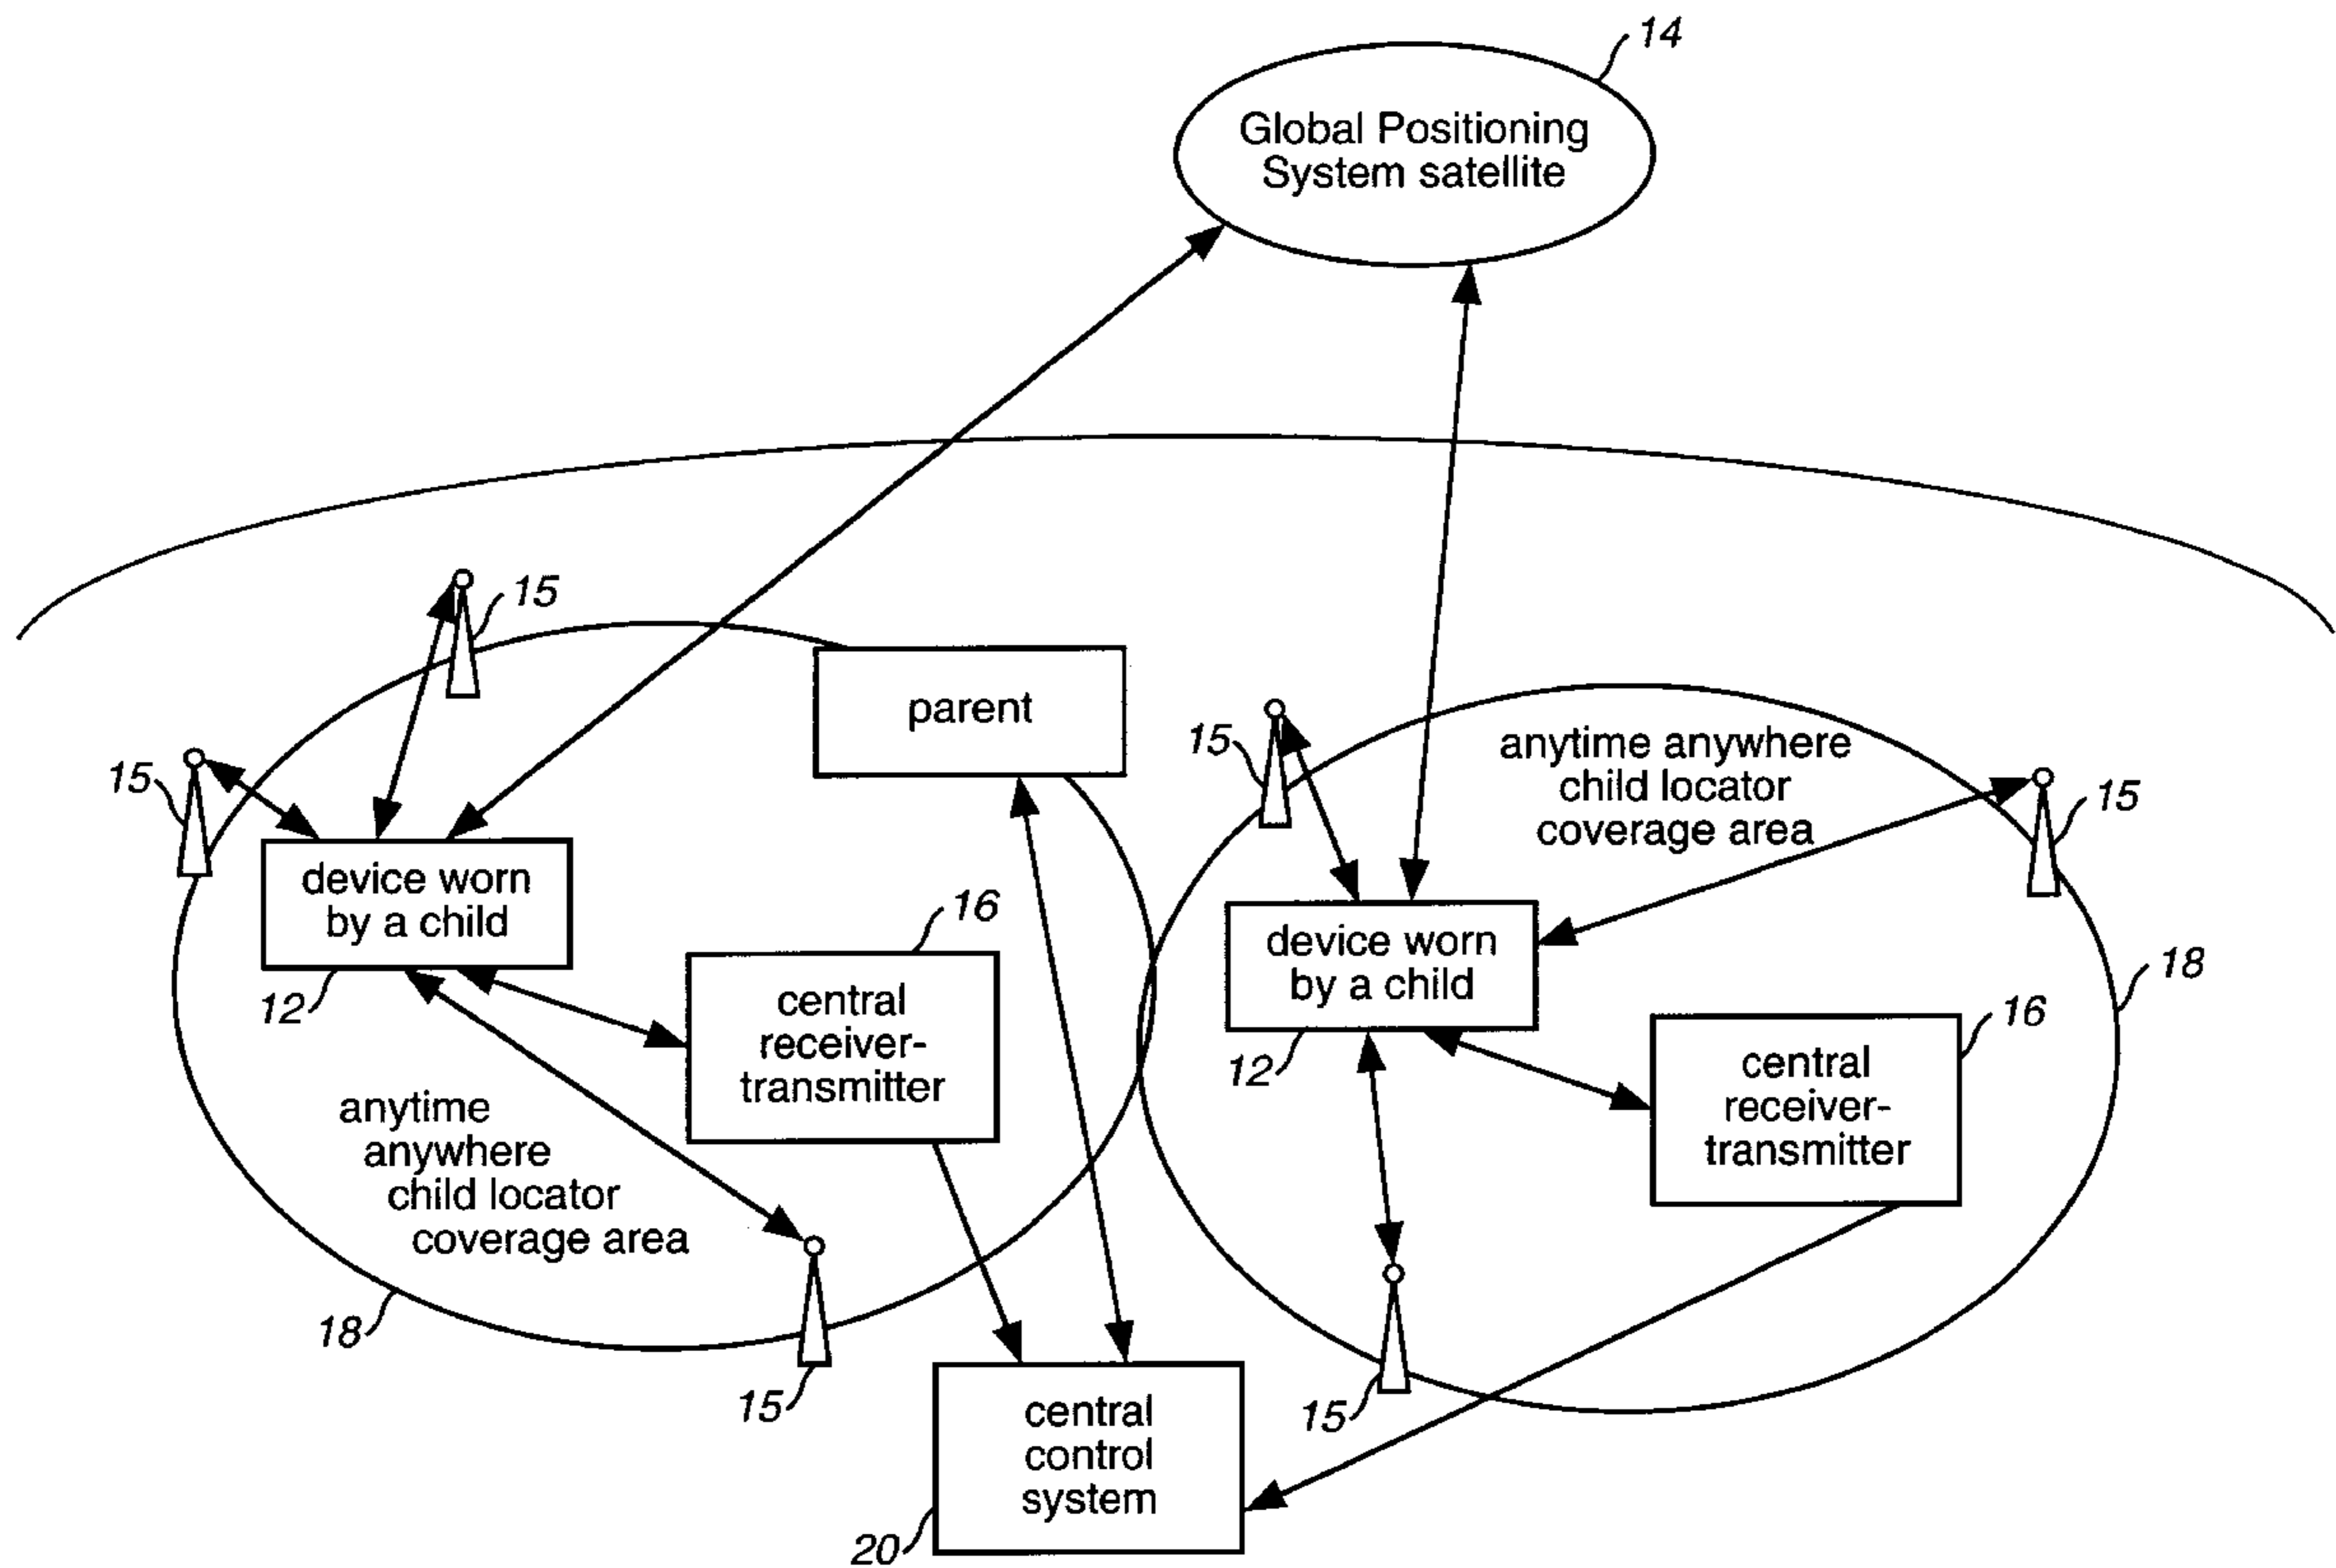 14
Global Positioning
System satellite
15
parent
15
device worn
by a child
12
16
central
receiver-
transmitter
anytime
anywhere
child locator
coverage area
18
15
15
anytime anywhere
child locator
coverage area
15
device worn
by a child
12
18
16
central
receiver-
transmitter
15
central
control
system
20